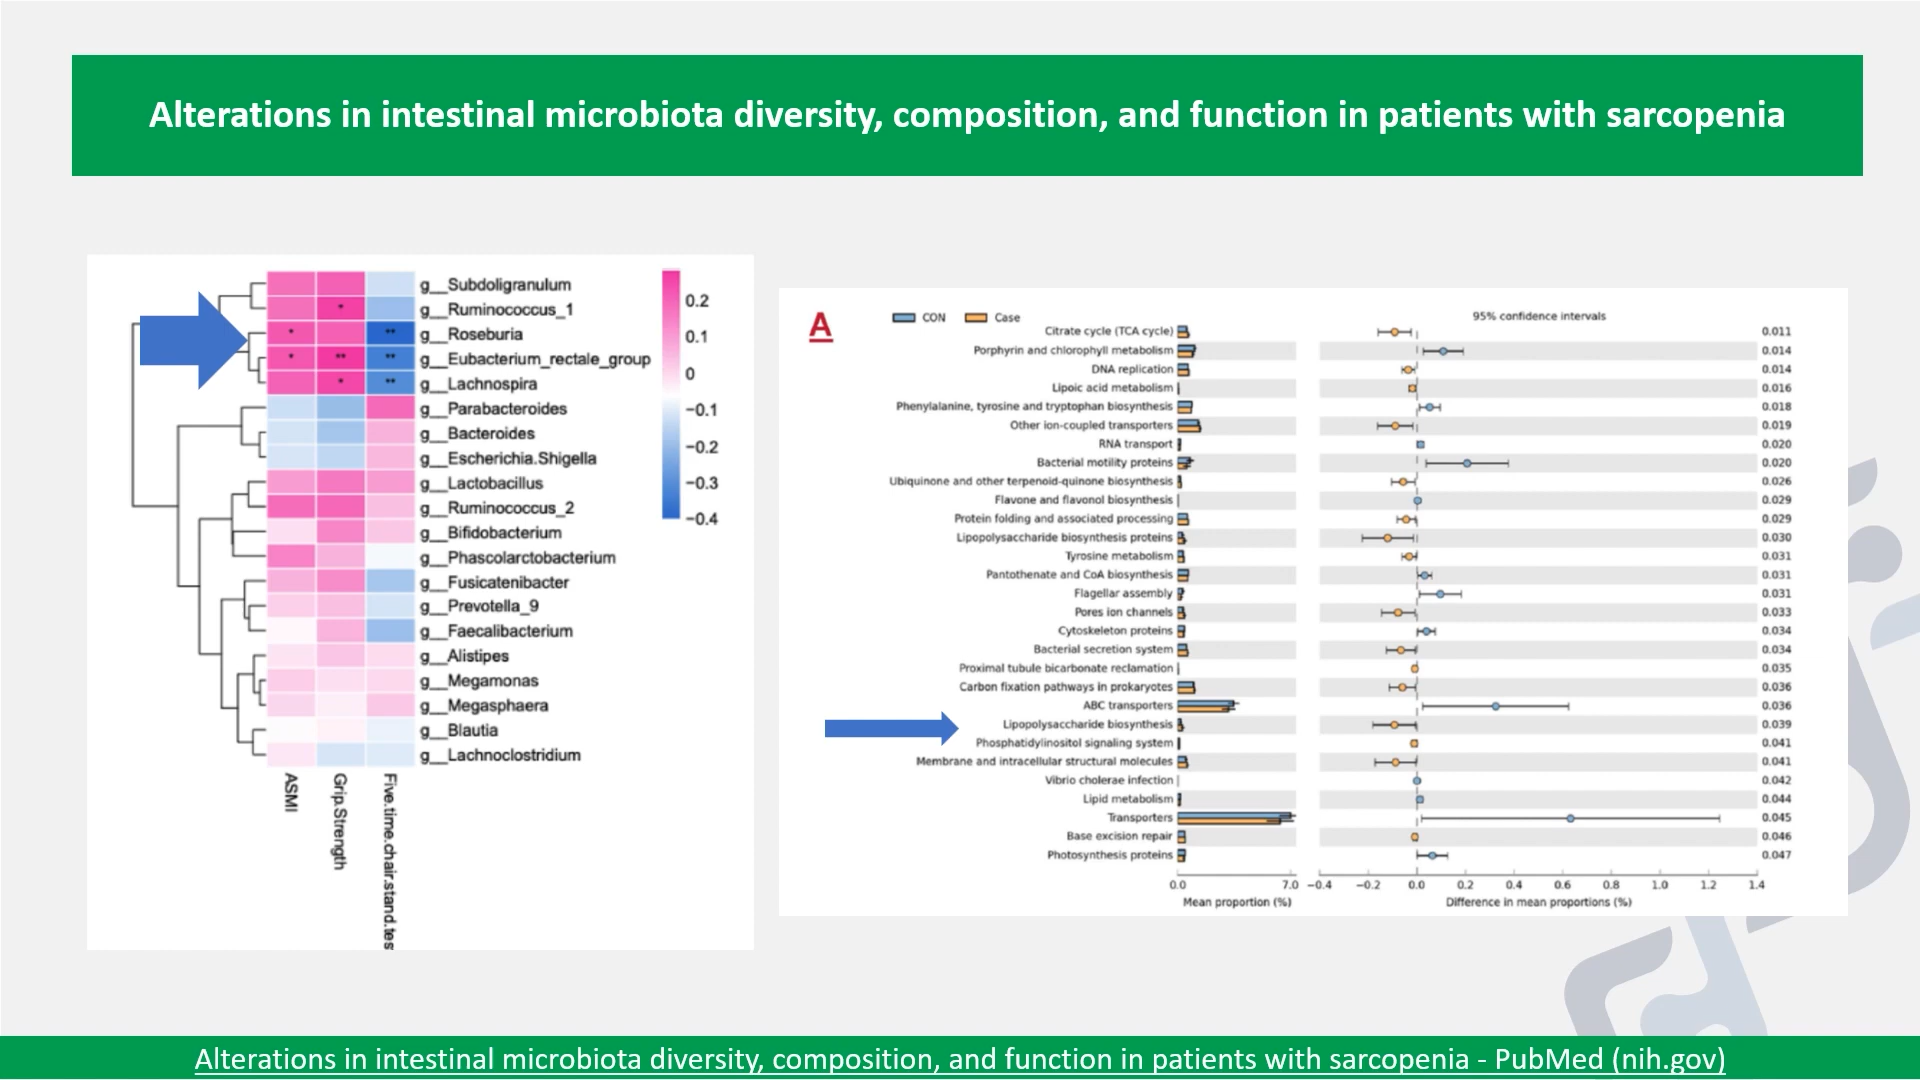 Alterations in intestinal microbiota diversity, composition, and function in patients with sarcopenia
g__Subdoligranulum
g__Ruminococcus_1
g__Roseburia
g__Eubacterium_rectale_group
g__Lachnospira
g__Parabacteroides
g__Bacteroides
g__Escherichia.Shigella
g__Lactobacillus
g__Ruminococcus_2
g__Bifidobacterium
g__Phascolarctobacterium
g__Fusicatenibacter
g__Prevotella_9
g__Faecalibacterium
g__Alistipes
g__Megamonas
g__Megasphaera
g__Blautia
g__Lachnoclostridium
* 
* **
* ** **
* **
0.2
0.1
0
−0.1
−0.2
−0.3
−0.4
ASMI
Grip.Strength
Five.time.chair.stand.tes
A
CON Case
95% confidence intervals
Citrate cycle (TCA cycle) 0.011
Porphyrin and chlorophyll metabolism 0.014
DNA replication 0.014
Lipoic acid metabolism 0.016
Phenylalanine, tyrosine and tryptophan biosynthesis 0.018
Other ion-coupled transporters 0.019
RNA transport 0.020
Bacterial motility proteins 0.020
Ubiquinone and other terpenoid-quinone biosynthesis 0.026
Flavone and flavonol biosynthesis 0.029
Protein folding and associated processing 0.029
Lipopolysaccharide biosynthesis proteins 0.030
Tyrosine metabolism 0.031
Pantothenate and CoA biosynthesis 0.031
Flagellar assembly 0.031
Pores ion channels 0.033
Cytoskeleton proteins 0.034
Bacterial secretion system 0.034
Proximal tubule bicarbonate reclamation 0.035
Carbon fixation pathways in prokaryotes 0.036
ABC transporters 0.036
Lipopolysaccharide biosynthesis 0.039
Phosphatidylinositol signaling system 0.041
Membrane and intracellular structural molecules 0.041
Vibrio cholerae infection 0.042
Lipid metabolism 0.044
Transporters 0.045
Base excision repair 0.046
Photosynthesis proteins 0.047
0.0 7.0 −0.4 −0.2 0.0 0.2 0.4 0.6 0.8 1.0 1.2 1.4
Mean proportion (%) Difference in mean proportions (%)
Alterations in intestinal microbiota diversity, composition, and function in patients with sarcopenia - PubMed (nih.gov)